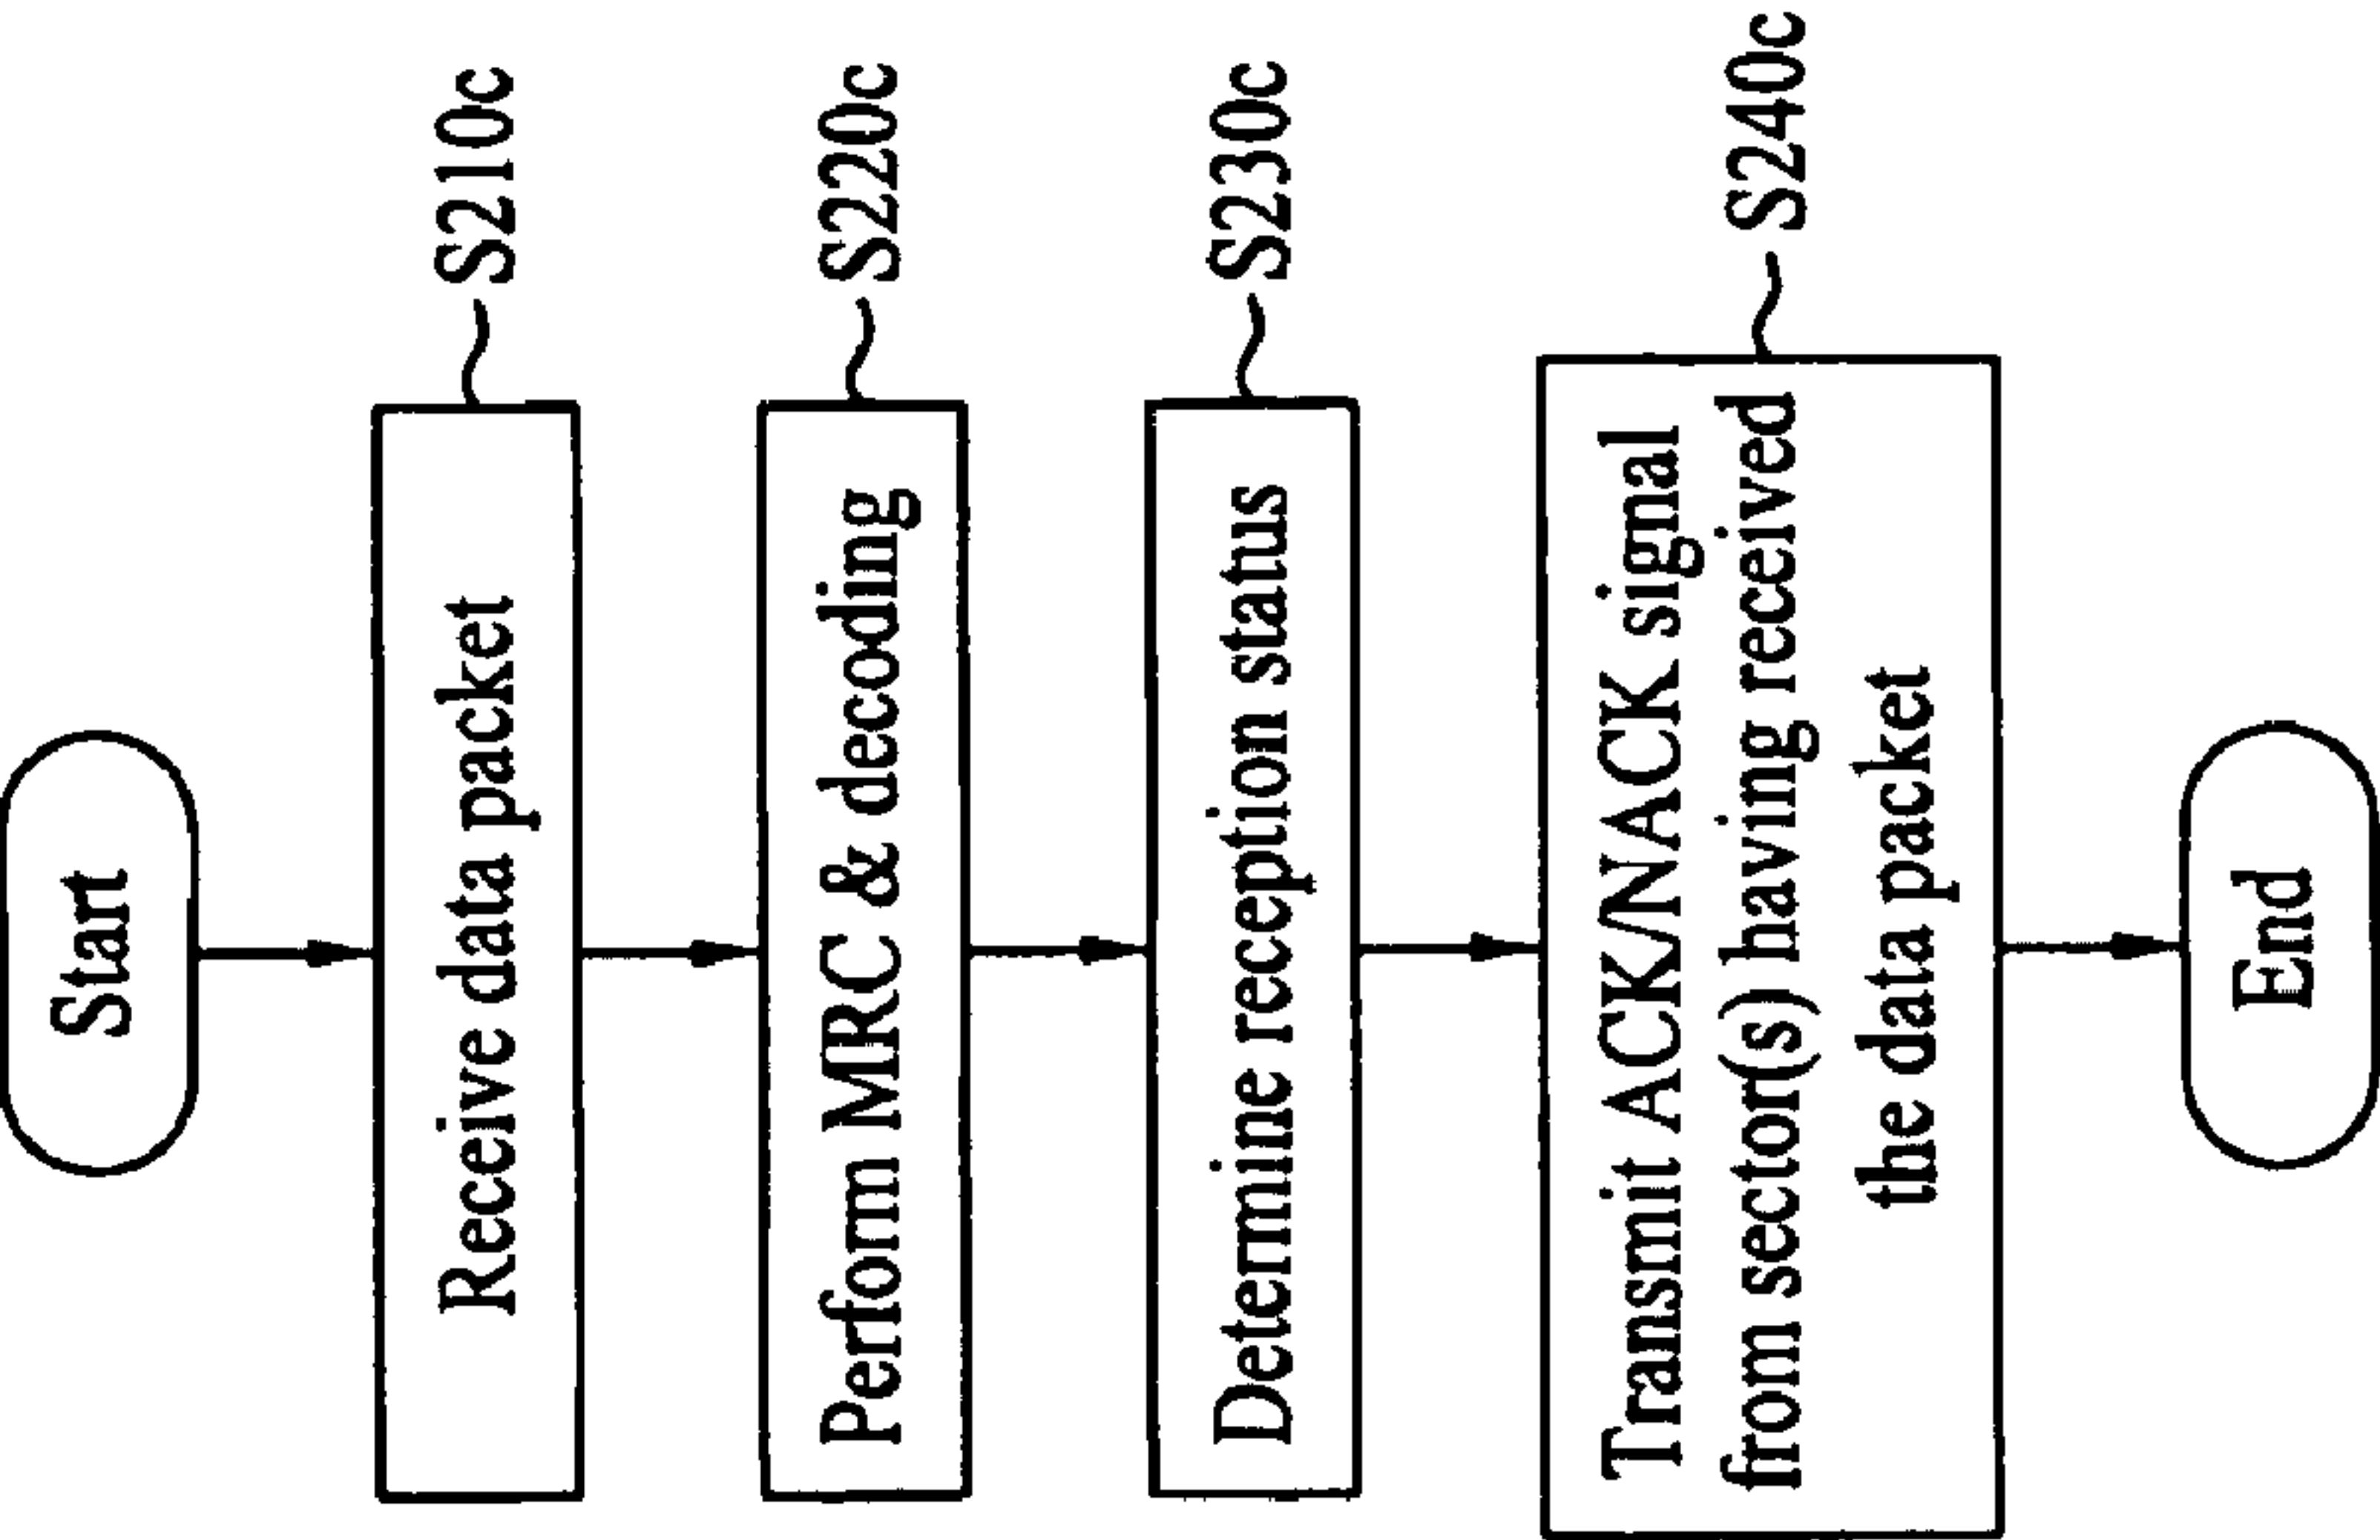 Start
Receive data packet
S210c
Perform MRC & decoding
S220c
Determine reception status
S230c
Transmit ACK/NACK signal
from sector(s) having received
the data packet
S240c
End